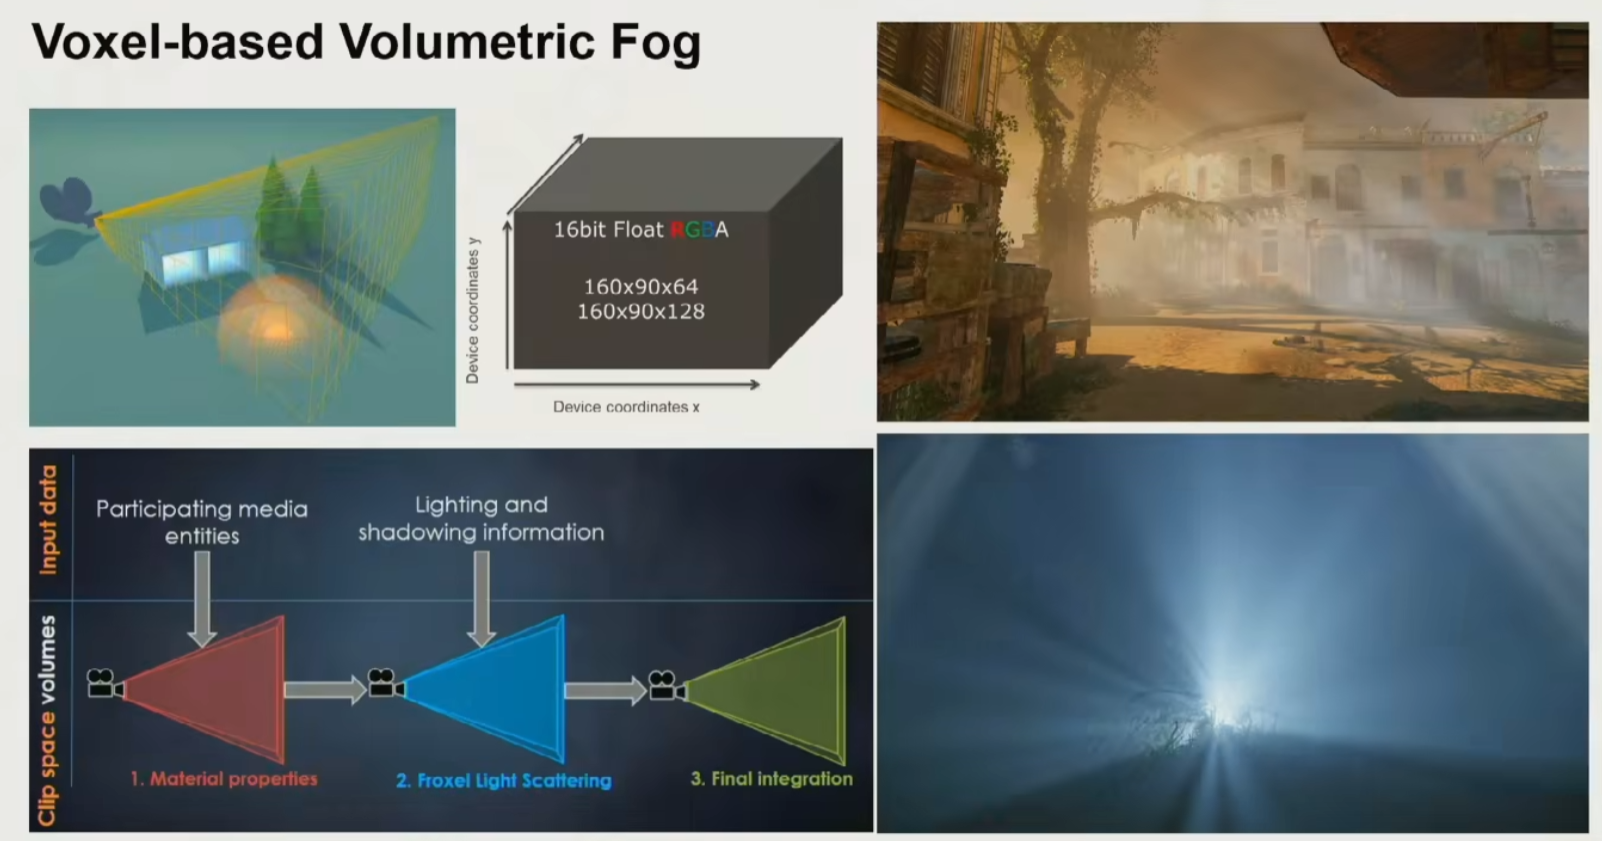 Voxel-based Volumetric Fog
Device coordinates y
16bit Float RGBA
160x90x64
160x90x128
Device coordinates x
Input data
Participating media
entities
Lighting and
shadowing information
Clip space volumes
1. Material properties
2. Froxel Light Scattering
3. Final integration